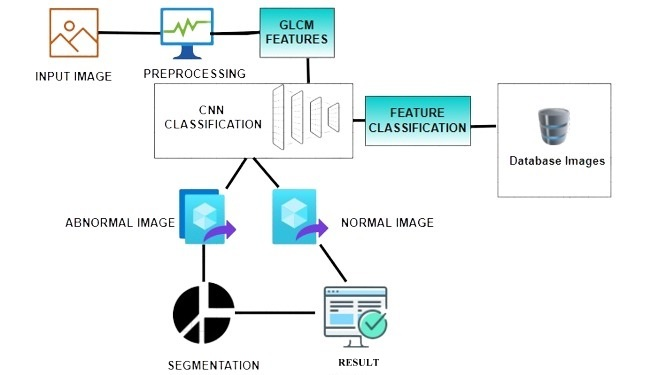 GLCM
FEATURES
INPUT IMAGE
PREPROCESSING
CNN
CLASSIFICATION
FEATURE
CLASSIFICATION
Database Images
ABNORMAL IMAGE
NORMAL IMAGE
SEGMENTATION
RESULT